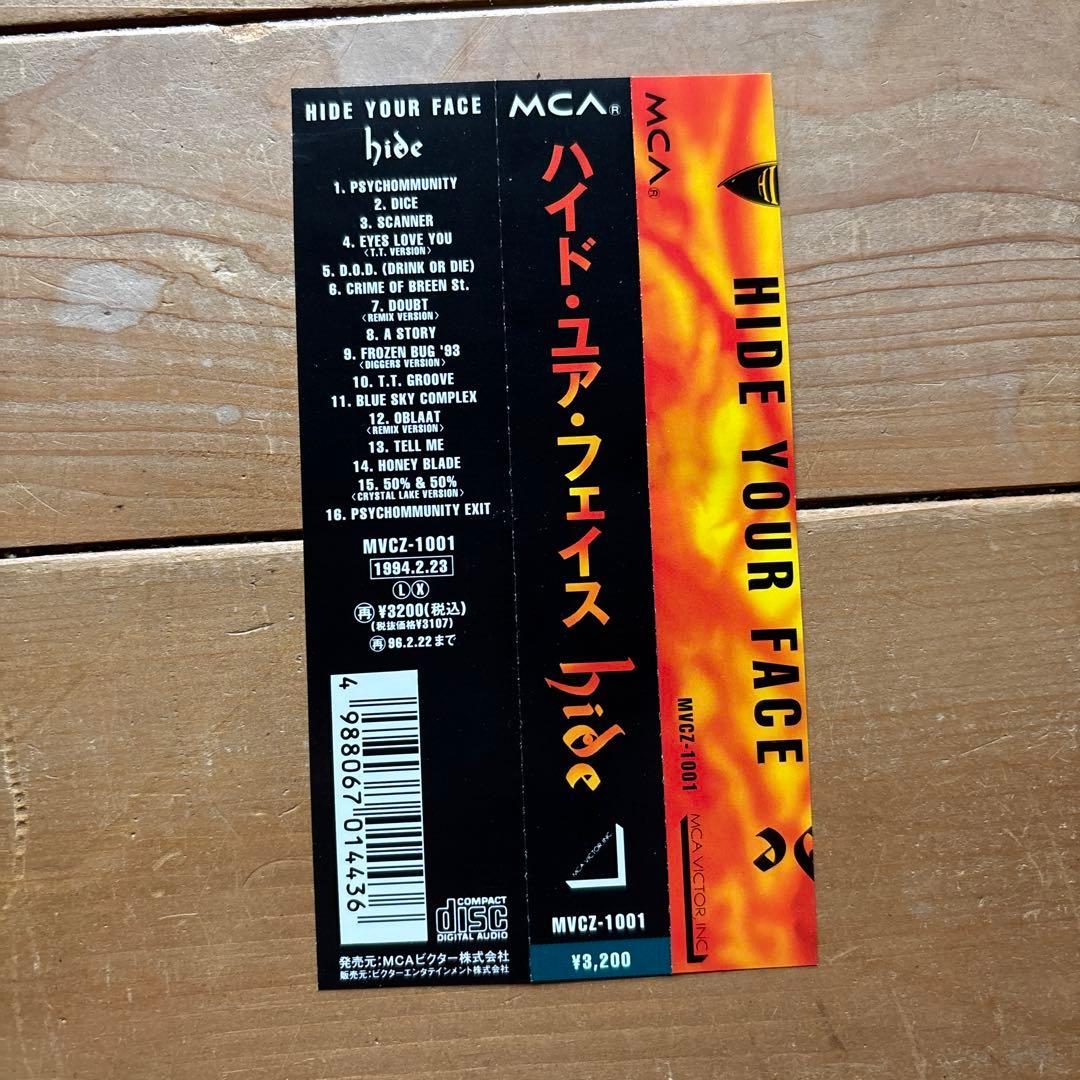 HIDE YOUR FACE
hide
1. PSYCHOMMUNITY
2. DICE
3. SCANNER
4. EYES LOVE YOU
〈T.T. VERSION〉
5. D.O.D. (DRINK OR DIE)
6. CRIME OF BREEN St.
7. DOUBT
〈REMIX VERSION〉
8. A STORY
9. FROZEN BUG '93
〈DIGGERS VERSION〉
10. T.T. GROOVE
11. BLUE SKY COMPLEX
12. OBLAAT
〈REMIX VERSION〉
13. TELL ME
14. HONEY BLADE
15. 50% & 50%
〈CRYSTAL LAKE VERSION〉
16. PSYCHOMMUNITY EXIT
MVCZ-1001
1994.2.23
Ⓛ Ⓧ
㊢ ¥3200(税込)
(税抜価格¥3107)
再 96.2.22まで
4 988067 014436
COMPACT
disc
DIGITAL AUDIO
発売元:MCAビクター株式会社
販売元:ビクターエンタテインメント株式会社
MCA®
ハイド・ユア・フェイス
hide
MCA VICTOR INC
MVCZ-1001
¥3,200
MCA®
HIDE YOUR FACE
MVCZ-1001
MCA VICTOR, INC